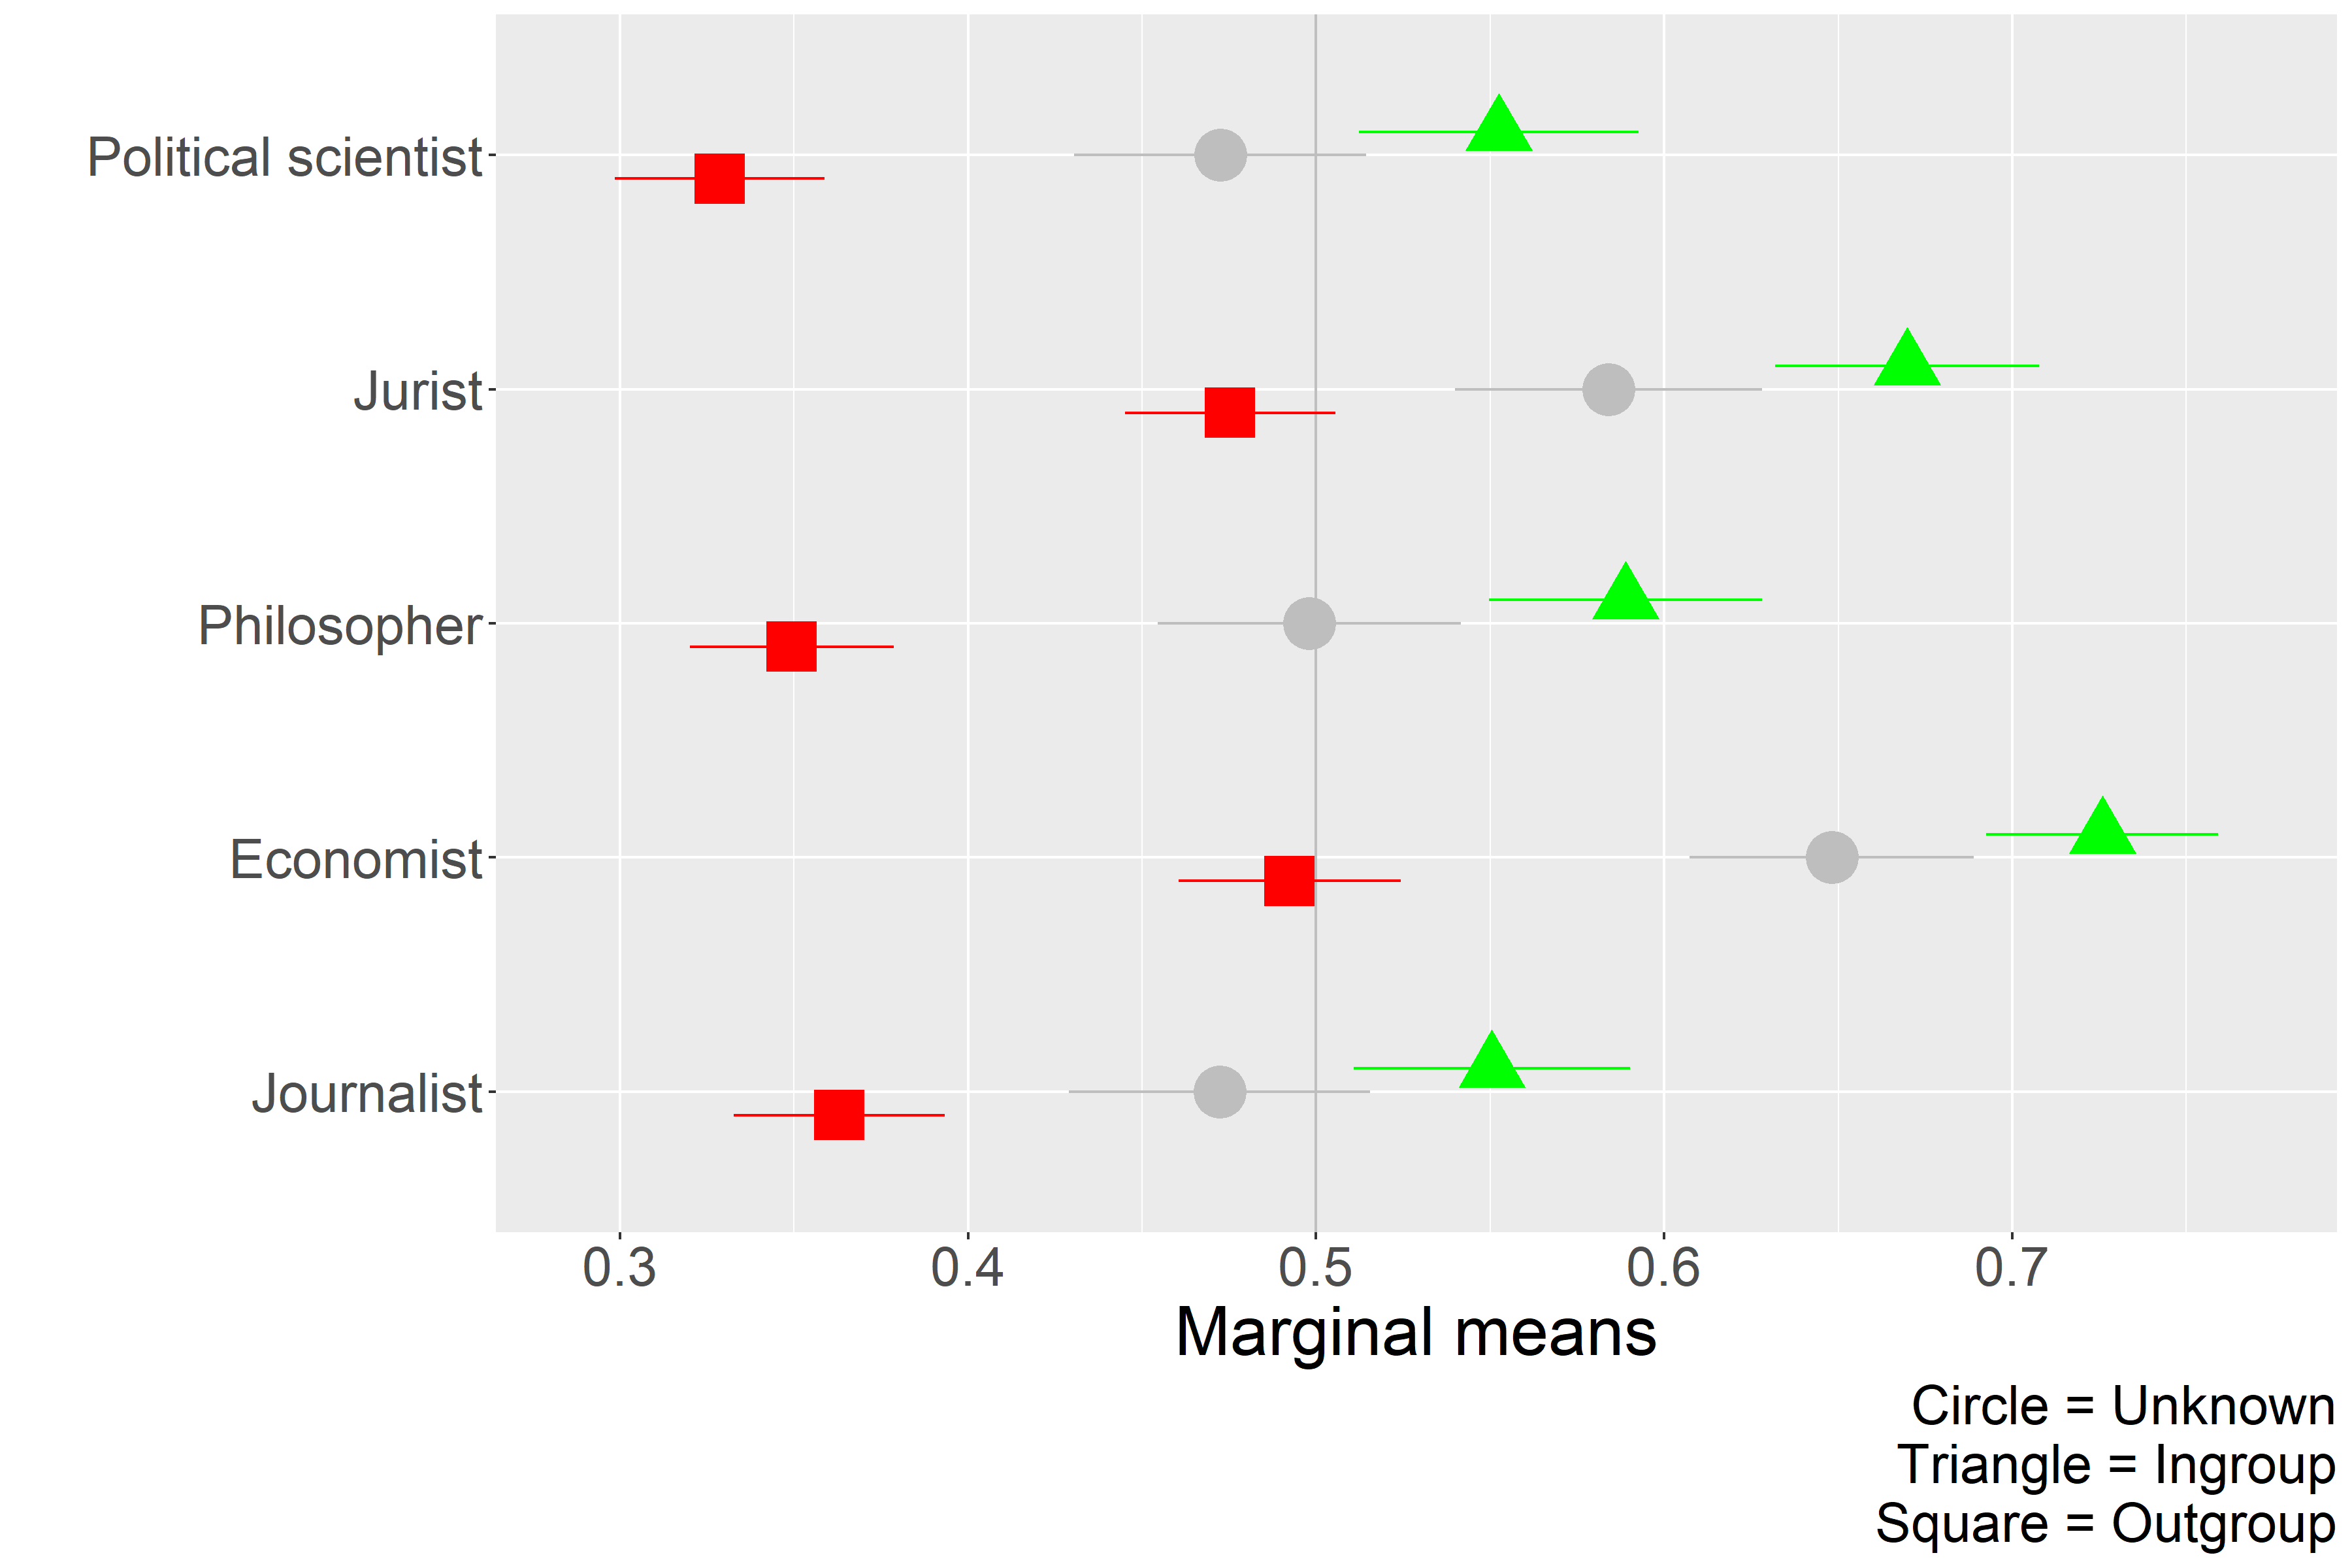 Political scientist
Jurist
Philosopher
Economist
Journalist
0.3 0.4 0.5 0.6 0.7
Marginal means
Circle = Unknown
Triangle = Ingroup
Square = Outgroup